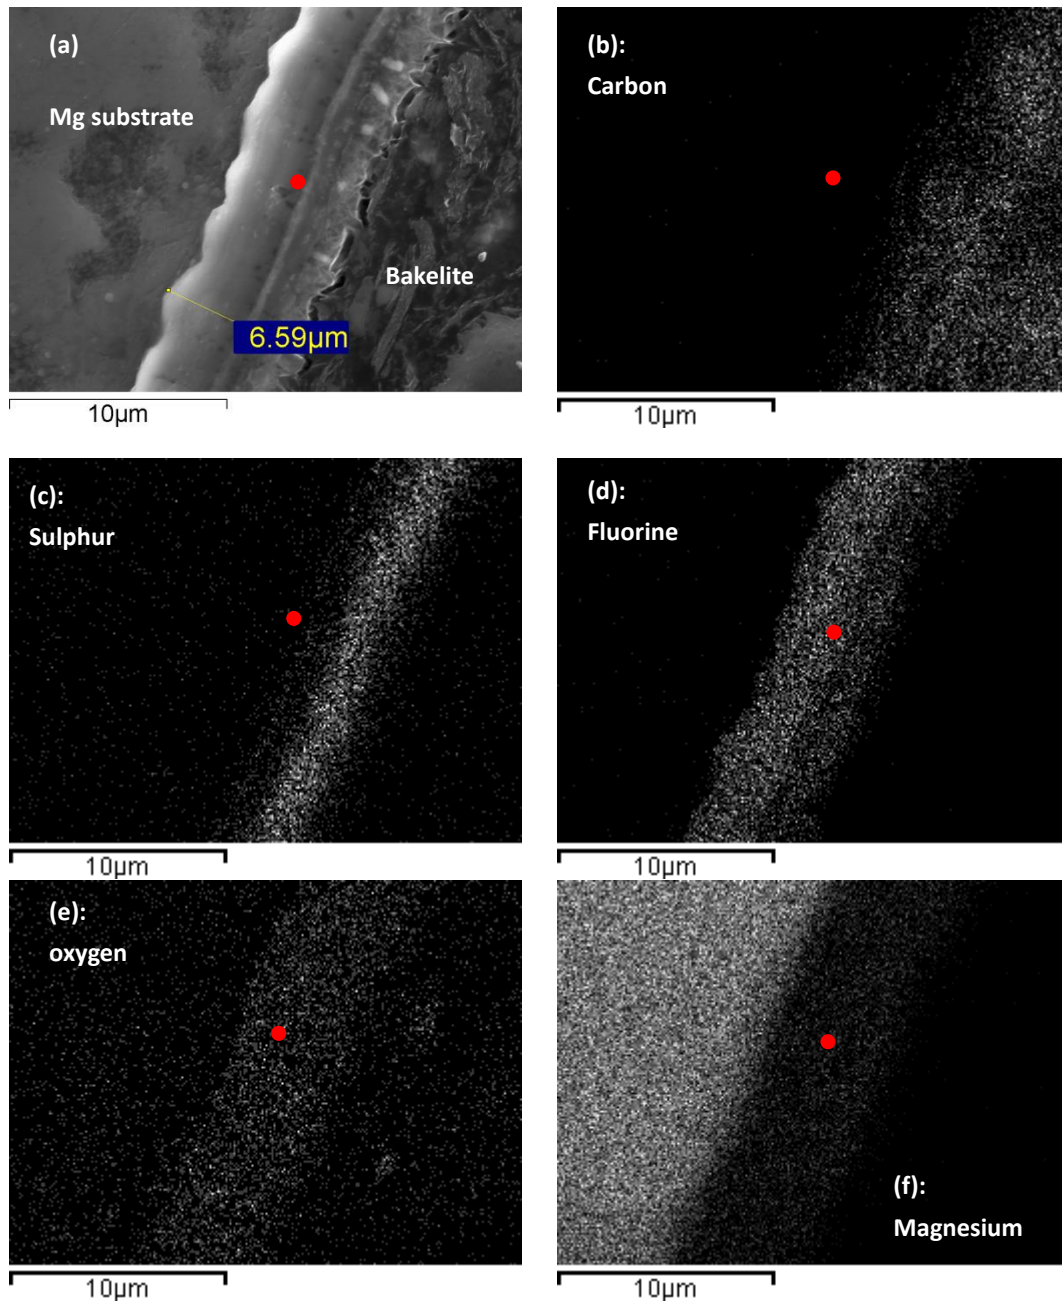 (a)
Mg substrate
Bakelite
6.59µm
10µm
(b):
Carbon
10µm
(c):
Sulphur
10µm
(d):
Fluorine
10µm
(e):
oxygen
10µm
(f):
Magnesium
10µm